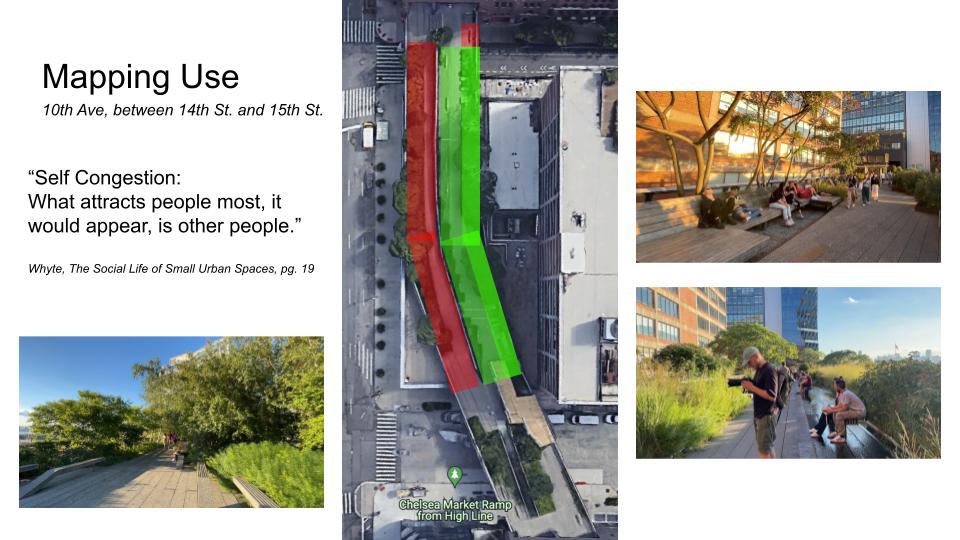 Mapping Use
10th Ave, between 14th St. and 15th St.
“Self Congestion:
What attracts people most, it
would appear, is other people.”
Whyte, The Social Life of Small Urban Spaces, pg. 19
Chelsea Market Ramp
from High Line